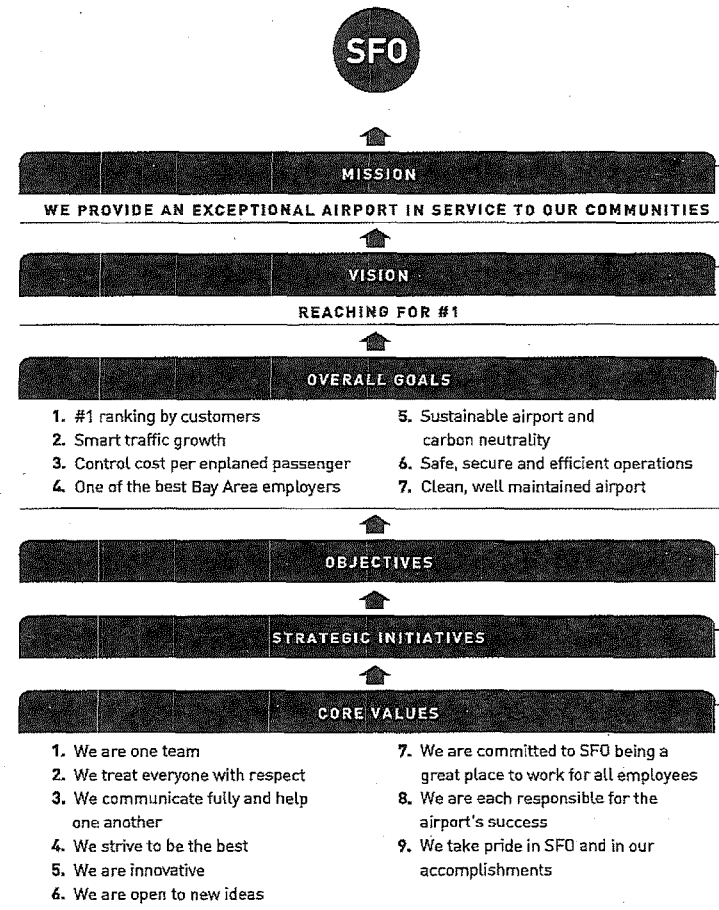 SFO
MISSION
WE PROVIDE AN EXCEPTIONAL AIRPORT IN SERVICE TO OUR COMMUNITIES
VISION
REACHING FOR #1
OVERALL GOALS
1. #1 ranking by customers
2. Smart traffic growth
3. Control cost per enplaned passenger
4. One of the best Bay Area employers
5. Sustainable airport and
carbon neutrality
6. Safe, secure and efficient operations
7. Clean, well maintained airport
OBJECTIVES
STRATEGIC INITIATIVES
CORE VALUES
1. We are one team
2. We treat everyone with respect
3. We communicate fully and help
one another
4. We strive to be the best
5. We are innovative
6. We are open to new ideas
7. We are committed to SFO being a
great place to work for all employees
8. We are each responsible for the
airport's success
9. We take pride in SFO and in our
accomplishments